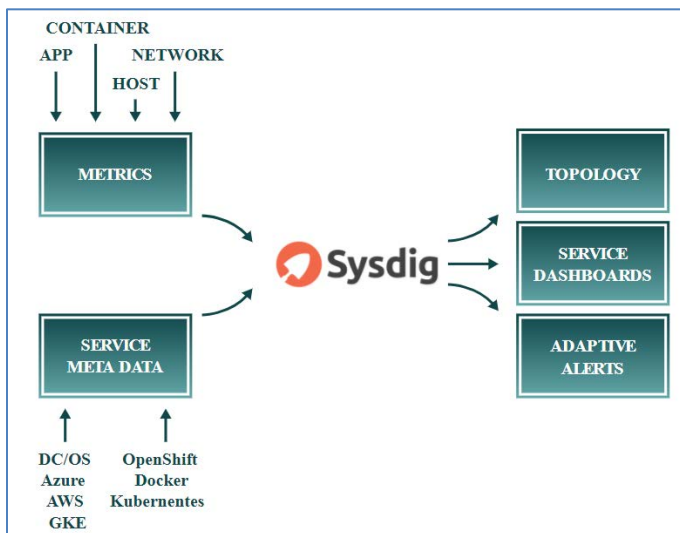 CONTAINER
APP
NETWORK
HOST
METRICS
TOPOLOGY
Sysdig
SERVICE
DASHBOARDS
SERVICE
META DATA
ADAPTIVE
ALERTS
DC/OS
Azure
AWS
GKE
OpenShift
Docker
Kubernentes